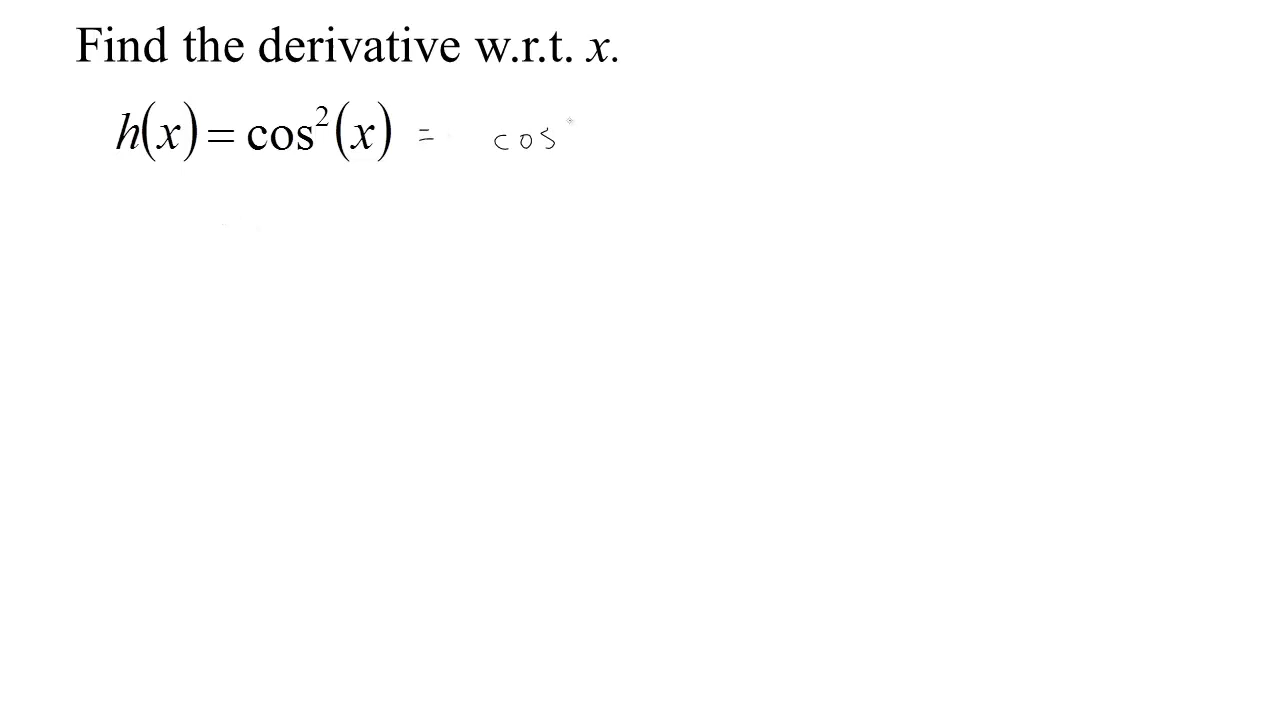 Find the derivative w.r.t. x.
h(x) = cos²(x) = cos